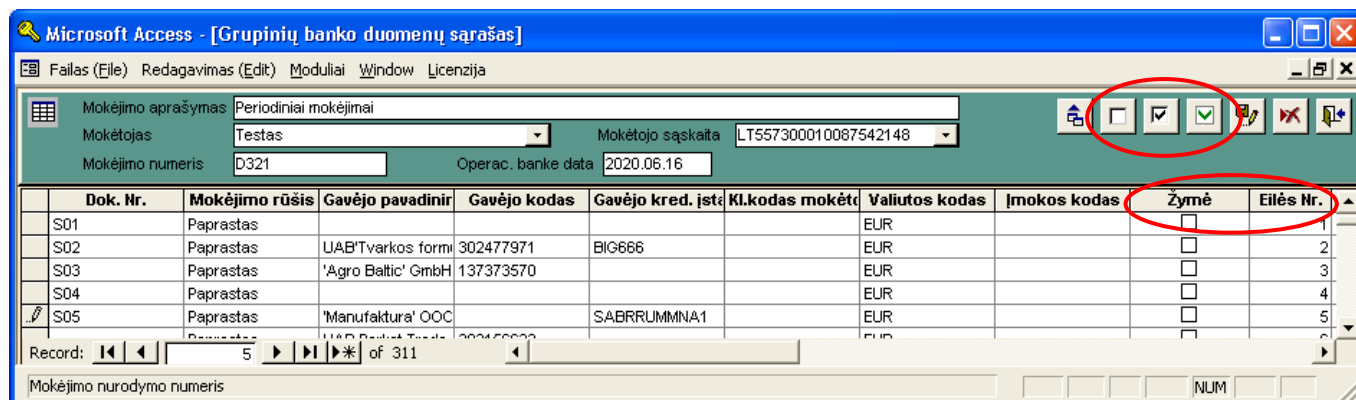 Microsoft Access - [Grupinių banko duomenų sąrašas]
Failas (File) Redagavimas (Edit) Moduliai Window Licenzija
Mokėjimo aprašymas Periodiniai mokėjimai
Mokėtojas Testas Mokėtojo sąskaita LT557300010087542148
Mokėjimo numeris D321 Operac. banke data 2020.06.16
Dok. Nr. Mokėjimo rūšis Gavėjo pavadinir Gavėjo kodas Gavėjo kred. įsta Kl.kodas mokėto Valiutos kodas Įmokos kodas Žymė Eilės Nr.
S01 Paprastas EUR 1
S02 Paprastas UAB'Tvarkos form 302477971 BIG666 EUR 2
S03 Paprastas 'Agro Baltic' GmbH 137373570 EUR 3
S04 Paprastas EUR 4
S05 Paprastas 'Manufaktura' OOO SABRRUMMNA1 EUR 5
Record: 5 of 311
Mokėjimo nurodymo numeris NUM